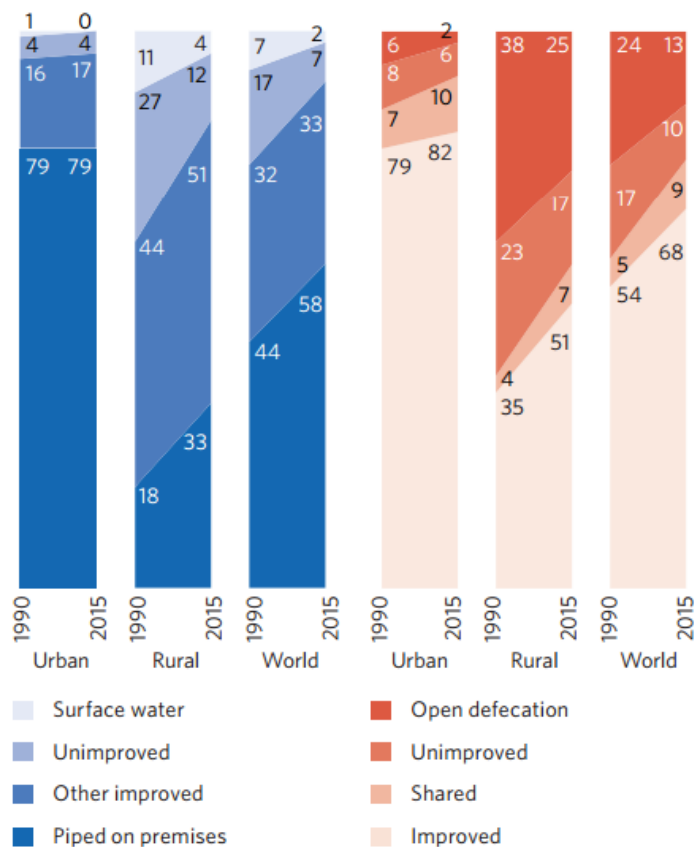 1 0 7 4 2 6 2
4 4 11 7 6 38 25 24 13
16 17 27 12 17 8 10 10
79 79 51 33 7 82 17 17 9
44 32 79 23 5 68
33 44 58 7 54
18 4 51
35
1990 2015 1990 2015 1990 2015 1990 2015 1990 2015 1990 2015
Urban Rural World Urban Rural World
Surface water Open defecation
Unimproved Unimproved
Other improved Shared
Piped on premises Improved